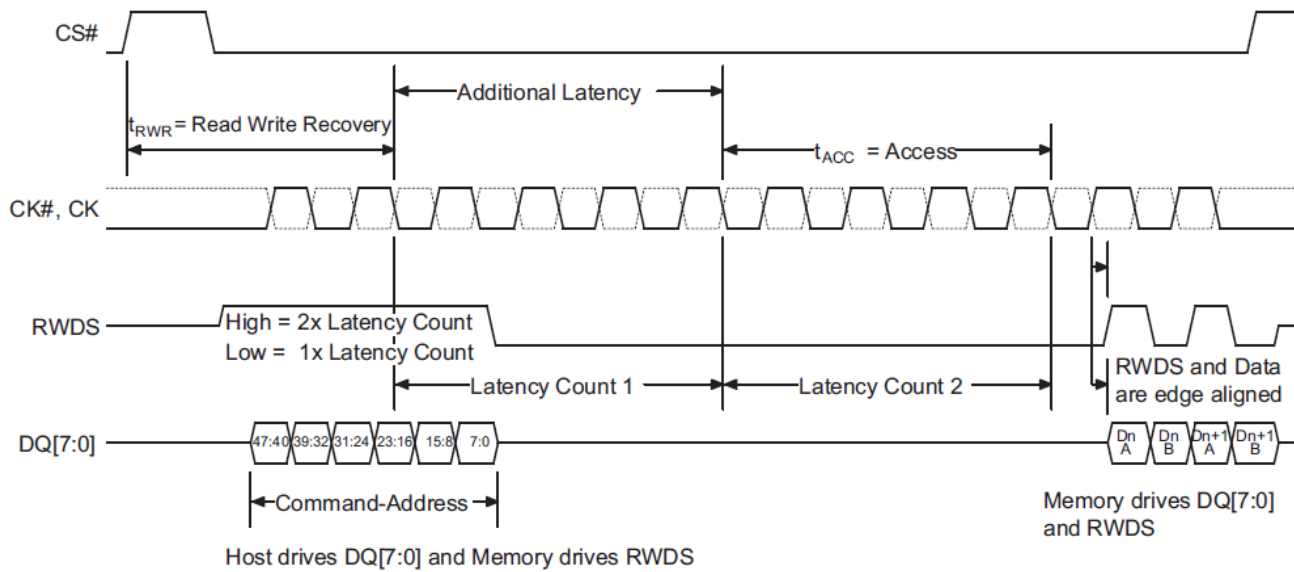 CS#
Additional Latency
tRWR = Read Write Recovery
tACC = Access
CK#, CK
RWDS
High = 2x Latency Count
Low = 1x Latency Count
RWDS and Data
are edge aligned
Latency Count 1
Latency Count 2
DQ[7:0]
47:40 39:32 31:24 23:16 15:8 7:0
Dn A
Dn B
Dn+1 A
Dn+1 B
Command-Address
Memory drives DQ[7:0]
and RWDS
Host drives DQ[7:0] and Memory drives RWDS